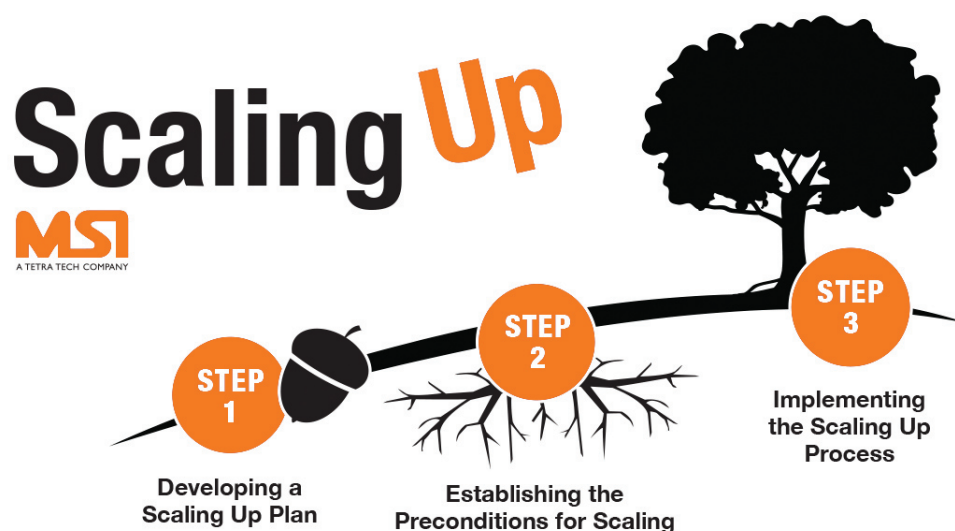 Scaling Up
MSI
A TETRA TECH COMPANY
STEP
1
Developing a
Scaling Up Plan
STEP
2
Establishing the
Preconditions for Scaling
STEP
3
Implementing
the Scaling Up
Process